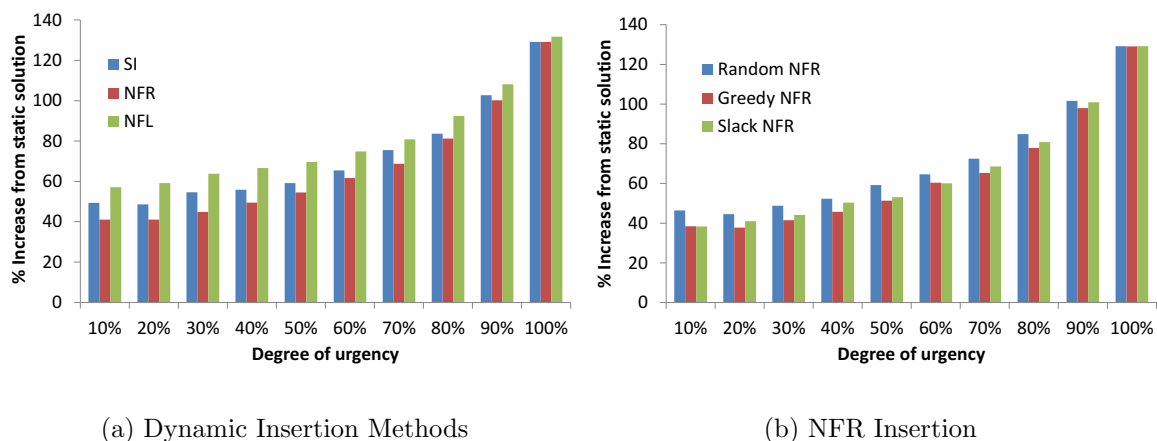 % Increase from static solution
140
120
100
80
60
40
20
0
SI
NFR
NFL
10% 20% 30% 40% 50% 60% 70% 80% 90% 100%
Degree of urgency
(a) Dynamic Insertion Methods
% Increase from static solution
140
120
100
80
60
40
20
0
Random NFR
Greedy NFR
Slack NFR
10% 20% 30% 40% 50% 60% 70% 80% 90% 100%
Degree of urgency
(b) NFR Insertion